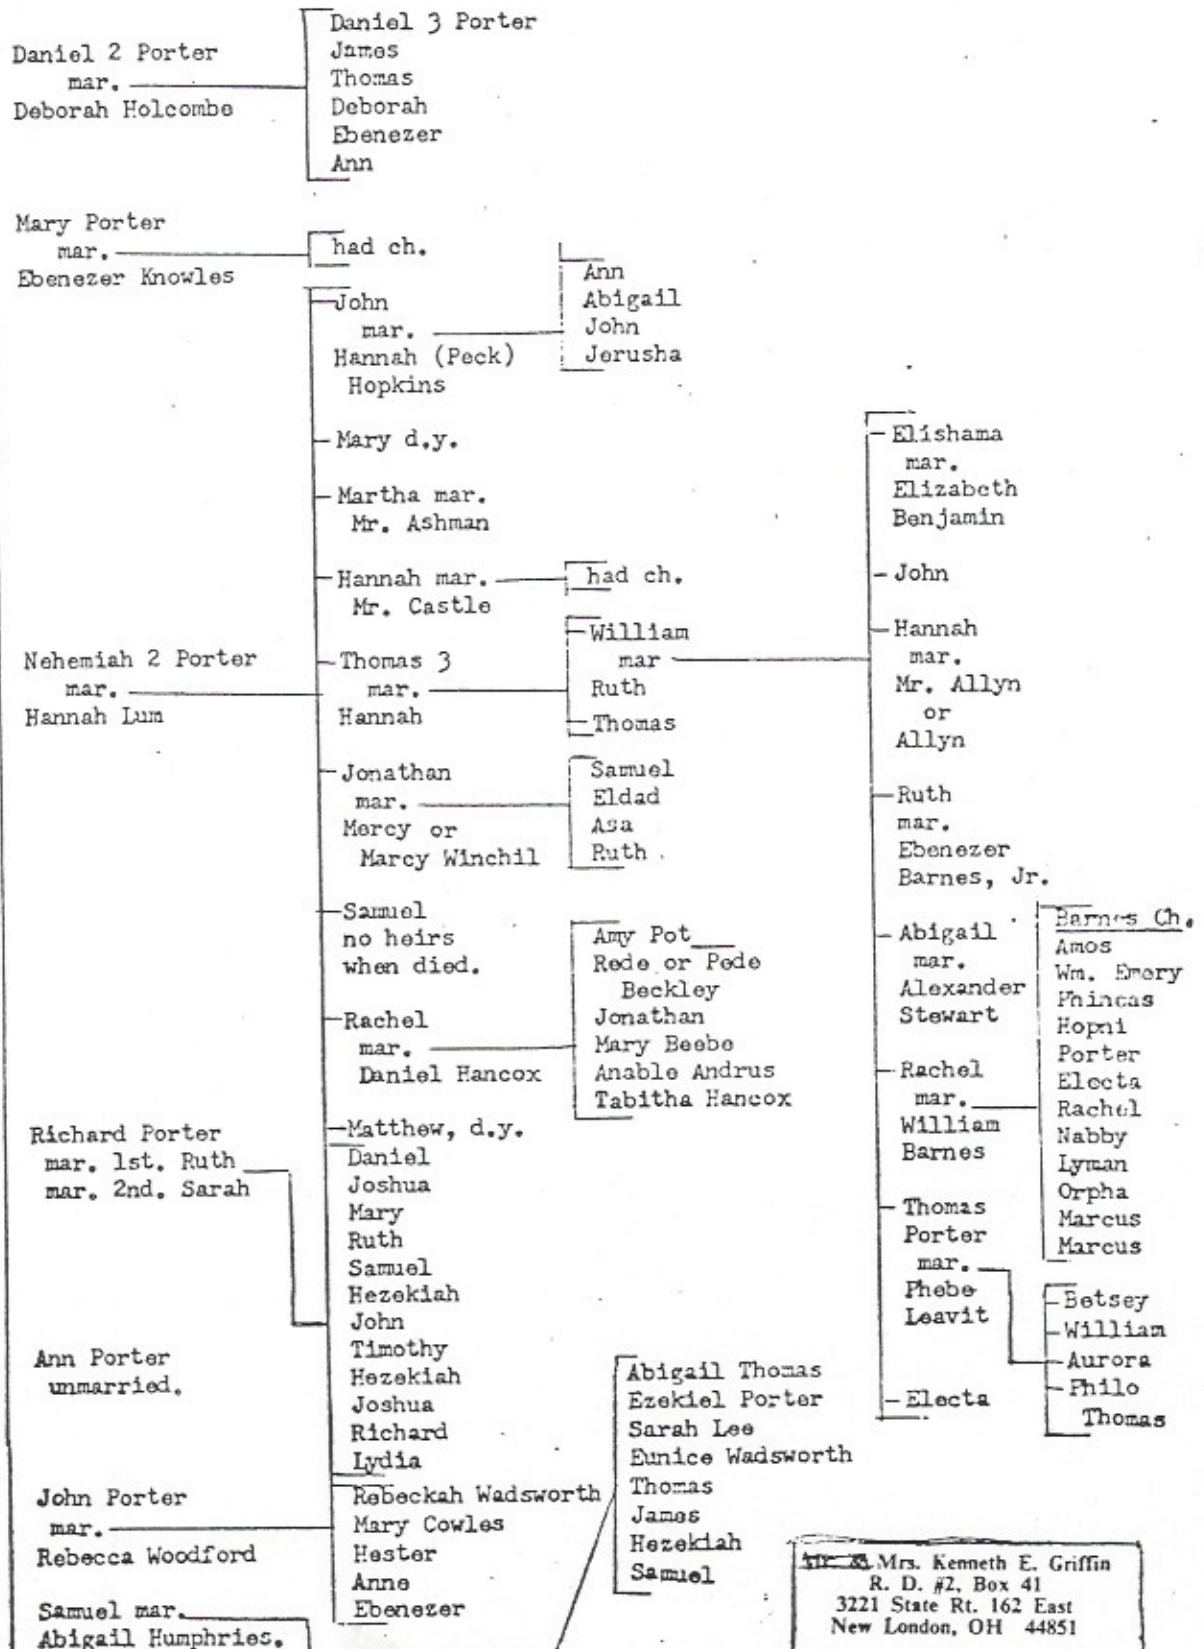 Daniel 2 Porter
mar.
Deborah Holcombe
Daniel 3 Porter
James
Thomas
Deborah
Ebenezer
Ann
Mary Porter
mar.
Ebenezer Knowles
had ch.
Nehemiah 2 Porter
mar.
Hannah Lum
John
mar.
Hannah (Peck)
Hopkins
Ann
Abigail
John
Jerusha
Mary d.y.
Martha mar.
Mr. Ashman
Hannah mar.
Mr. Castle
had ch.
Thomas 3
mar.
Hannah
William
mar
Ruth
Thomas
Jonathan
mar.
Mercy or
Marcy Winchil
Samuel
Eldad
Asa
Ruth
Samuel
no heirs
when died.
Rachel
mar.
Daniel Hancox
Amy Pot__
Rede or Pede
Beckley
Jonathan
Mary Beebe
Anable Andrus
Tabitha Hancox
Matthew, d.y.
Elishama
mar.
Elizabeth
Benjamin
John
Hannah
mar.
Mr. Allyn
or
Allyn
Ruth
mar.
Ebenezer
Barnes, Jr.
Abigail
mar.
Alexander
Stewart
Rachel
mar.
William
Barnes
Barnes Ch.
Amos
Wm. Emery
Phineas
Hopni
Porter
Electa
Rachel
Nabby
Lyman
Orpha
Marcus
Marcus
Thomas
Porter
mar.
Phebe
Leavit
Betsey
William
Aurora
Philo
Thomas
Electa
Richard Porter
mar. 1st. Ruth
mar. 2nd. Sarah
Daniel
Joshua
Mary
Ruth
Samuel
Hezekiah
John
Timothy
Hezekiah
Joshua
Richard
Lydia
Ann Porter
unmarried.
John Porter
mar.
Rebecca Woodford
Rebeckah Wadsworth
Mary Cowles
Hester
Anne
Ebenezer
Samuel mar.
Abigail Humphries.
Abigail Thomas
Ezekiel Porter
Sarah Lee
Eunice Wadsworth
Thomas
James
Hezekiah
Samuel
Mr. & Mrs. Kenneth E. Griffin
R. D. #2, Box 41
3221 State Rt. 162 East
New London, OH 44851